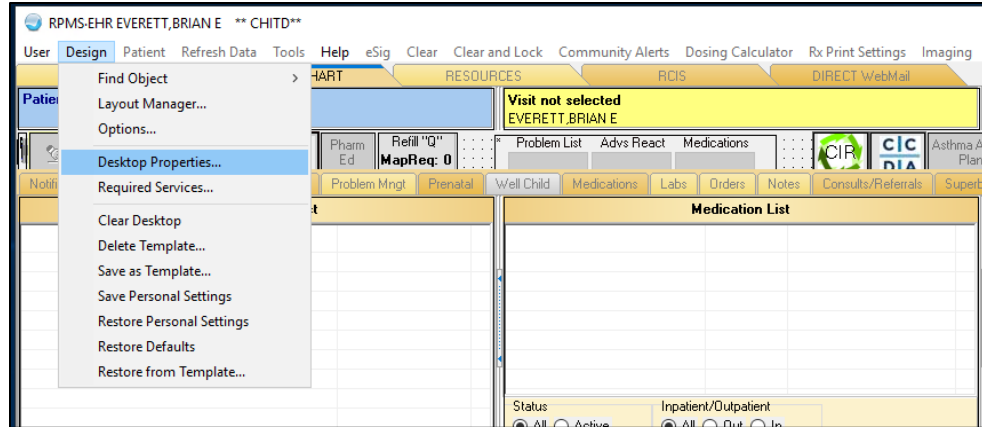 RPMS-EHR EVERETT,BRIAN E ** CHITD**
User Design Patient Refresh Data Tools Help eSig Clear Clear and Lock Community Alerts Dosing Calculator Rx Print Settings Imaging
HART RESOURCES RCIS DIRECT WebMail
Visit not selected
EVERETT,BRIAN E
Pharm Ed
Refill "Q"
MapReq: 0
Problem List Advs React Medications
CIR
C C
D A
Asthma
Plan
Problem Mngt Prenatal Well Child Medications Labs Orders Notes Consults/Referrals
Find Object >
Layout Manager...
Options...
Desktop Properties...
Required Services...
Clear Desktop
Delete Template...
Save as Template...
Save Personal Settings
Restore Personal Settings
Restore Defaults
Restore from Template...
Medication List
Status
All Active
Inpatient/Outpatient
All Out In